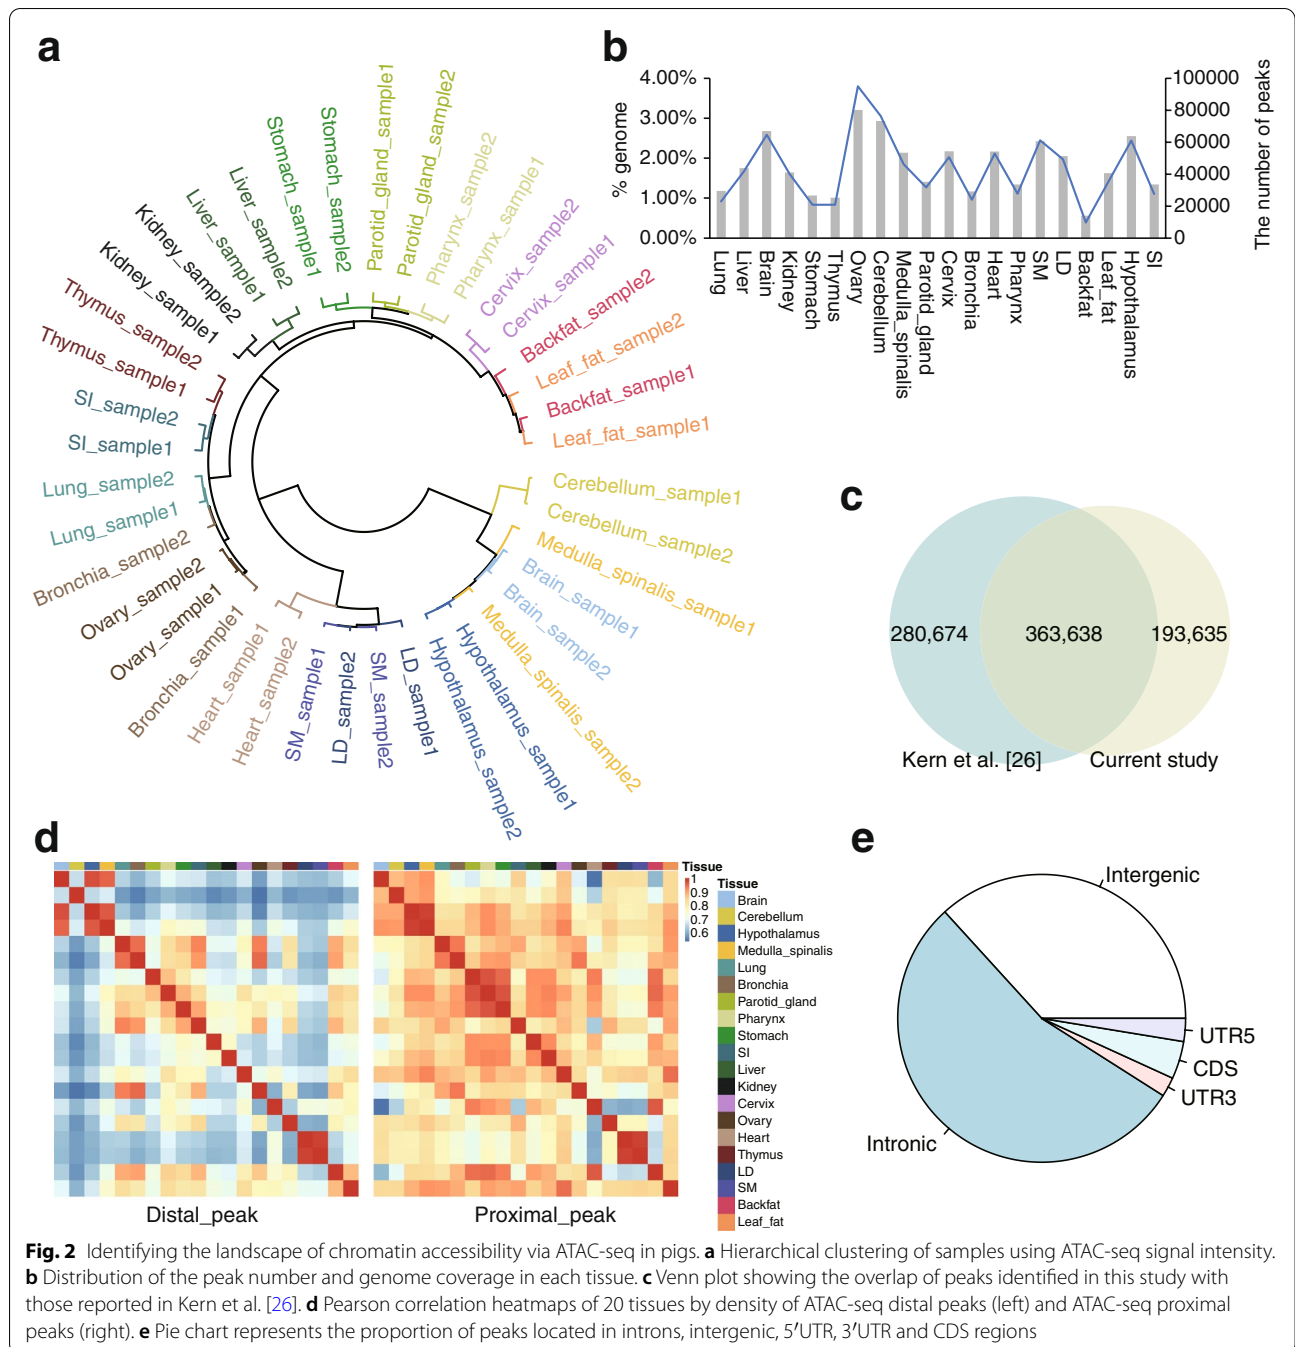 a
Stomach_sample1
Stomach_sample2
Parotid_gland_sample1
Parotid_gland_sample2
Pharynx_sample2
Pharynx_sample1
Cervix_sample2
Cervix_sample1
Backfat_sample2
Leaf_fat_sample2
Backfat_sample1
Leaf_fat_sample1
Cerebellum_sample1
Cerebellum_sample2
Medulla_spinalis_sample1
Brain_sample1
Brain_sample2
Medulla_spinalis_sample2
Hypothalamus_sample1
Hypothalamus_sample2
LD_sample1
SM_sample2
LD_sample2
SM_sample1
Heart_sample2
Heart_sample1
Bronchia_sample1
Ovary_sample1
Ovary_sample2
Bronchia_sample2
Lung_sample1
Lung_sample2
SI_sample1
SI_sample2
Thymus_sample1
Thymus_sample2
Kidney_sample1
Kidney_sample2
Liver_sample1
Liver_sample2
b
4.00%
3.00%
2.00%
1.00%
0.00%
% genome
100000
80000
60000
40000
20000
0
The number of peaks
Lung
Liver
Brain
Kidney
Stomach
Thymus
Ovary
Cerebellum
Medulla_spinalis
Parotid_gland
Cervix
Bronchia
Heart
Pharynx
SM
LD
Backfat
Leaf_fat
Hypothalamus
SI
c
280,674
363,638
193,635
Kern et al. [26]
Current study
d
Distal_peak
Proximal_peak
Tissue
1
0.9
0.8
0.7
0.6
Tissue
Brain
Cerebellum
Hypothalamus
Medulla_spinalis
Lung
Bronchia
Parotid_gland
Pharynx
Stomach
SI
Liver
Kidney
Cervix
Ovary
Heart
Thymus
LD
SM
Backfat
Leaf_fat
e
Intergenic
UTR5
CDS
UTR3
Intronic
Fig. 2 Identifying the landscape of chromatin accessibility via ATAC-seq in pigs. a Hierarchical clustering of samples using ATAC-seq signal intensity.
b Distribution of the peak number and genome coverage in each tissue. c Venn plot showing the overlap of peaks identified in this study with
those reported in Kern et al. [26]. d Pearson correlation heatmaps of 20 tissues by density of ATAC-seq distal peaks (left) and ATAC-seq proximal
peaks (right). e Pie chart represents the proportion of peaks located in introns, intergenic, 5′UTR, 3′UTR and CDS regions